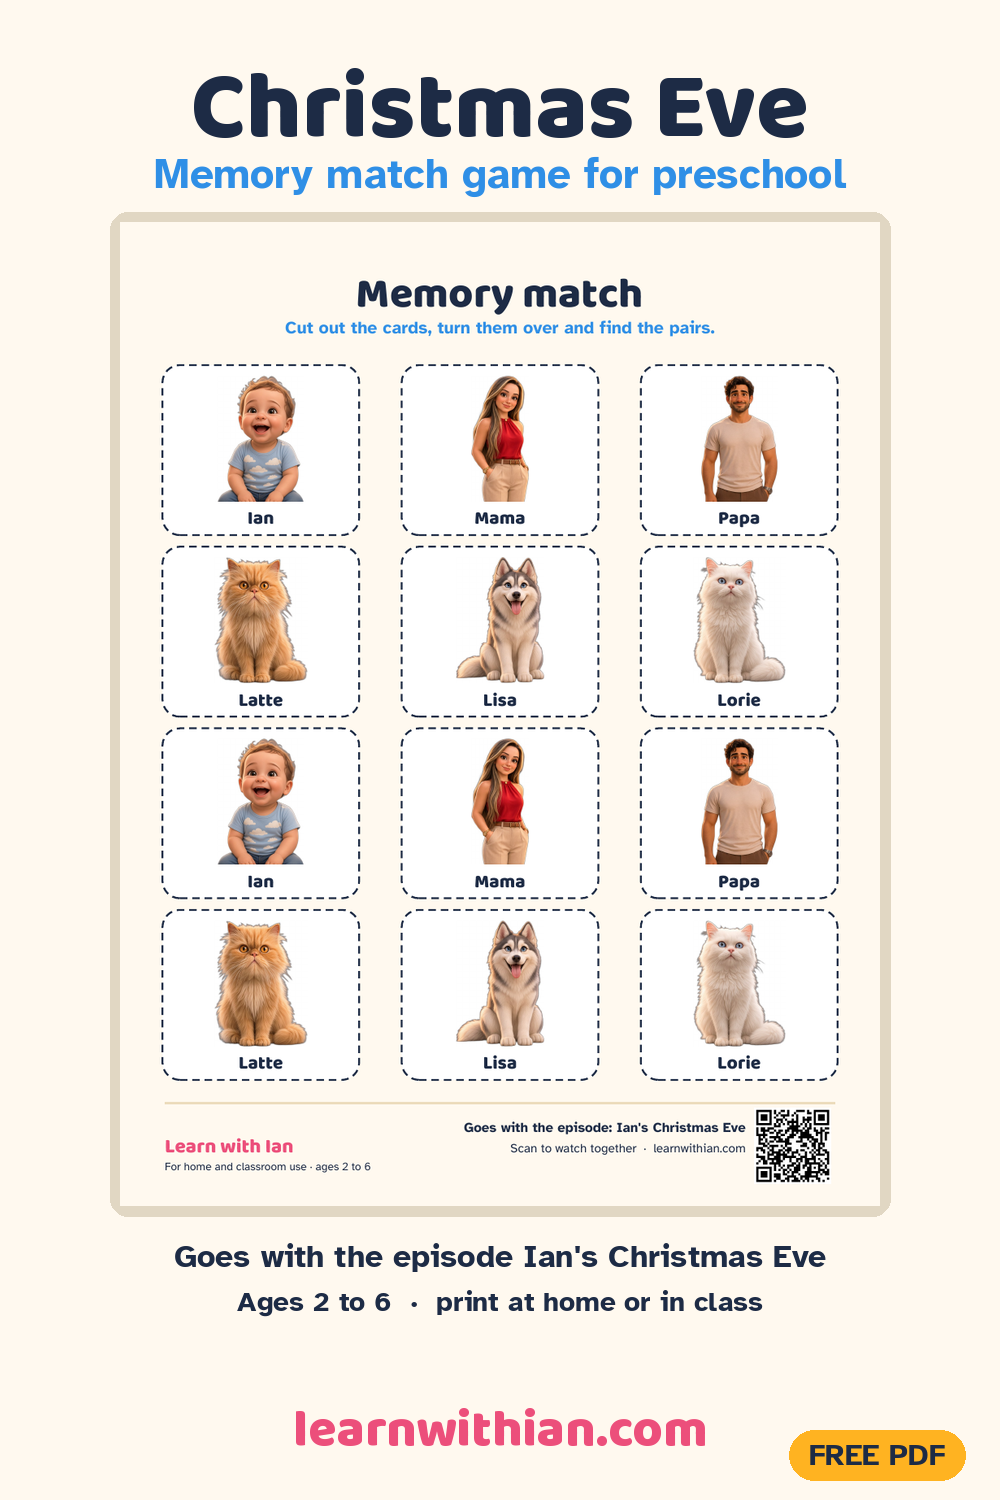 Christmas Eve
Memory match game for preschool
Memory match
Cut out the cards, turn them over and find the pairs.
Ian
Mama
Papa
Latte
Lisa
Lorie
Ian
Mama
Papa
Latte
Lisa
Lorie
Goes with the episode: Ian's Christmas Eve
Learn with Ian
Scan to watch together · learnwithian.com
For home and classroom use · ages 2 to 6
Goes with the episode Ian's Christmas Eve
Ages 2 to 6 · print at home or in class
learnwithian.com
FREE PDF